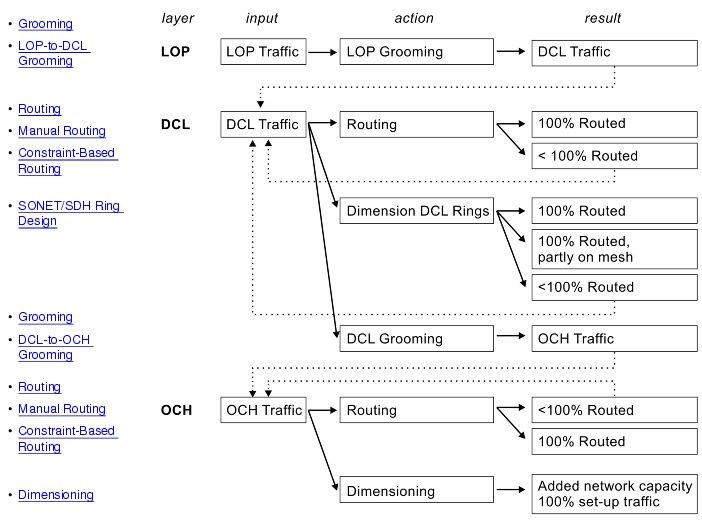 layer input action result
• Grooming
• LOP-to-DCL
Grooming
LOP LOP Traffic LOP Grooming DCL Traffic
• Routing
• Manual Routing
• Constraint-Based
Routing
DCL DCL Traffic Routing 100% Routed
< 100% Routed
• SONET/SDH Ring
Design
Dimension DCL Rings 100% Routed
100% Routed,
partly on mesh
<100% Routed
• Grooming
• DCL-to-OCH
Grooming
DCL Grooming OCH Traffic
• Routing
• Manual Routing
• Constraint-Based
Routing
OCH OCH Traffic Routing <100% Routed
100% Routed
• Dimensioning
Dimensioning Added network capacity
100% set-up traffic